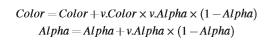 Color = Color + v.Color × v.Alpha × (1 − Alpha)
Alpha = Alpha + v.Alpha × (1 − Alpha)